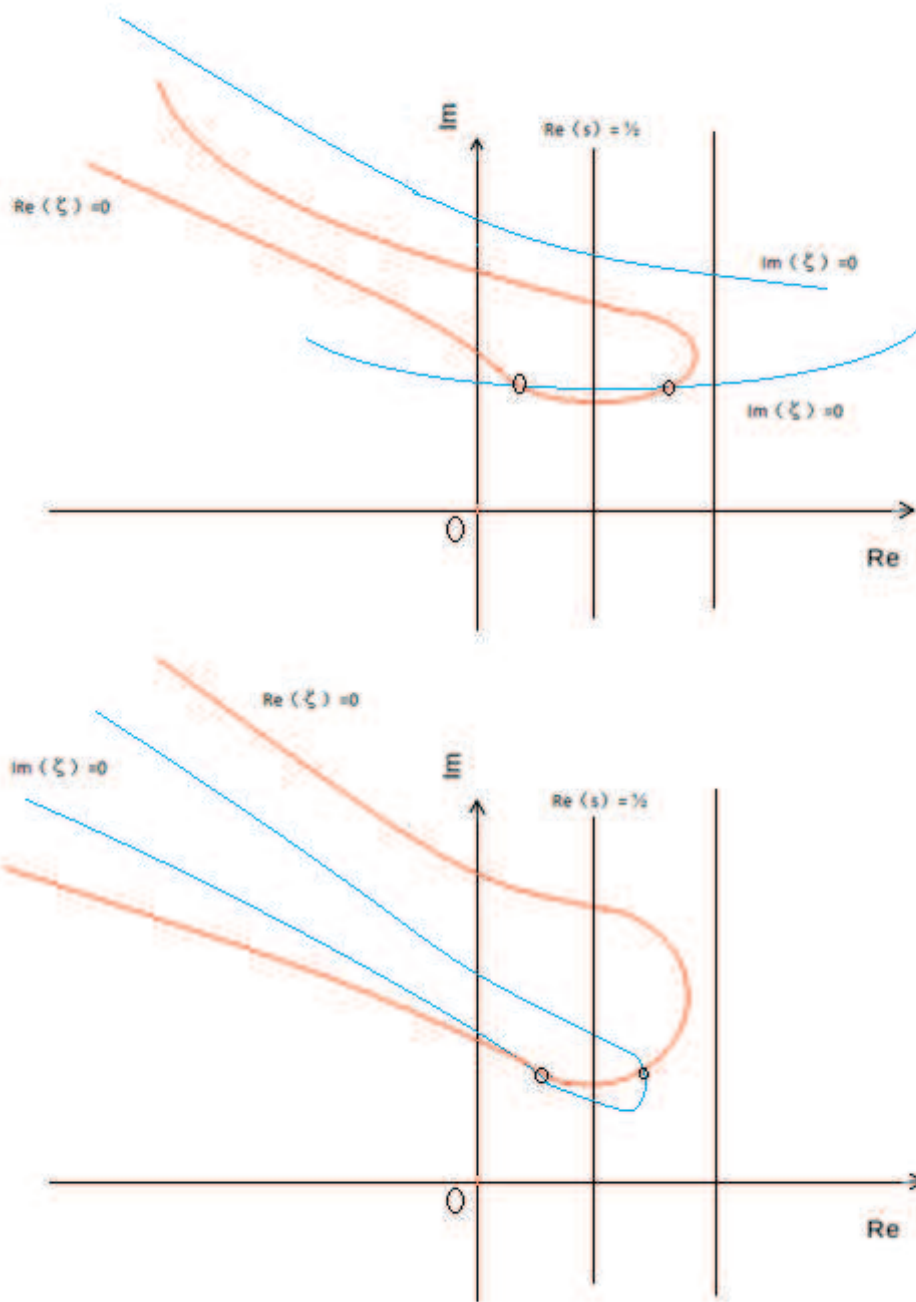 Im
Re (s) = ½
Re (ζ) =0
Im (ζ) =0
Im (ζ) =0
O
Re
Re (ζ) =0
Im (ζ) =0
Im
Re (s) = ½
O
Re